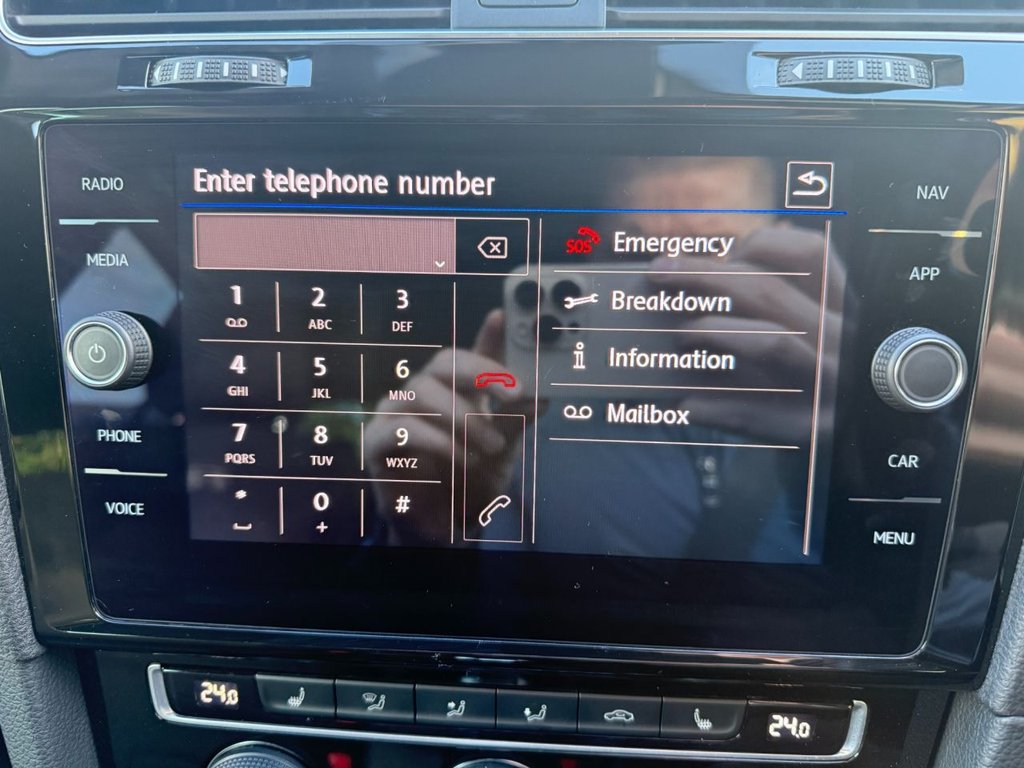 Enter telephone number
RADIO
MEDIA
PHONE
VOICE
1
2
ABC
3
DEF
4
GHI
5
JKL
6
MNO
7
PQRS
8
TUV
9
WXYZ
*
0
+
#
SOS Emergency
Breakdown
i Information
Mailbox
NAV
APP
CAR
MENU
24,0
24,0